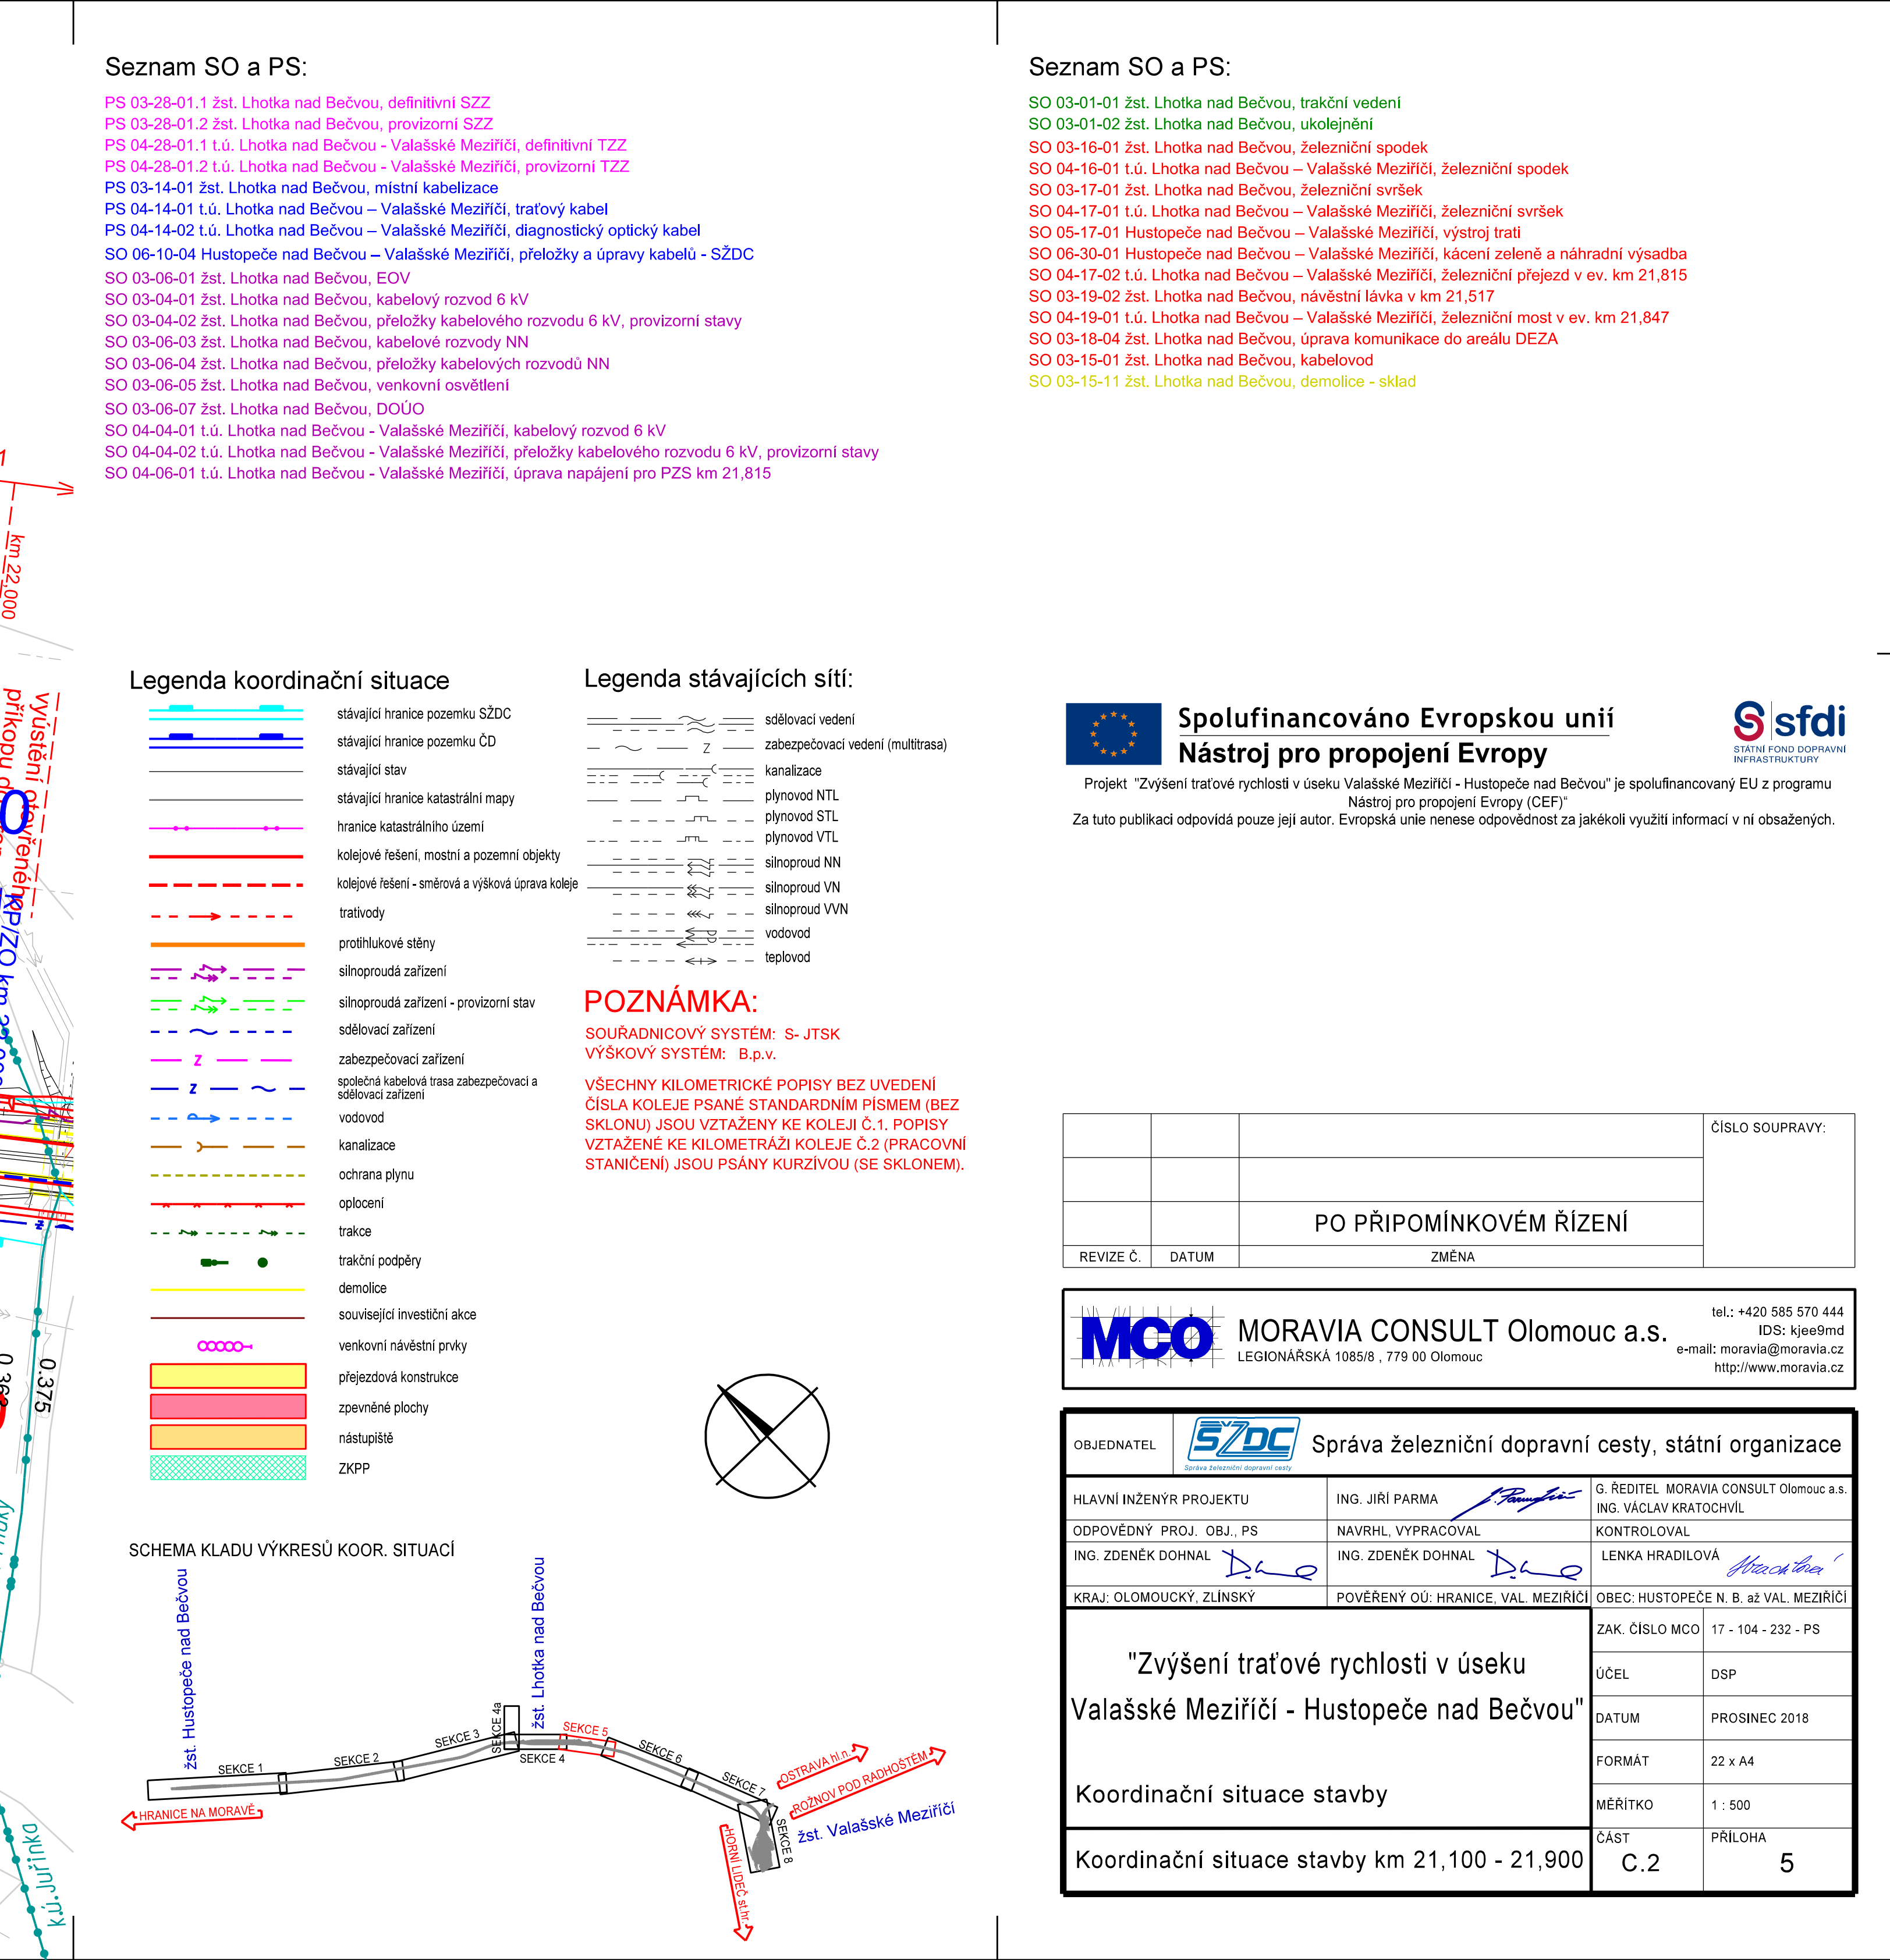 Seznam SO a PS:
PS 03-28-01.1 žst. Lhotka nad Bečvou, definitivní SZZ
PS 03-28-01.2 žst. Lhotka nad Bečvou, provizorní SZZ
PS 04-28-01.1 t.ú. Lhotka nad Bečvou - Valašské Meziříčí, definitivní TZZ
PS 04-28-01.2 t.ú. Lhotka nad Bečvou - Valašské Meziříčí, provizorní TZZ
PS 03-14-01 žst. Lhotka nad Bečvou, místní kabelizace
PS 04-14-01 t.ú. Lhotka nad Bečvou – Valašské Meziříčí, traťový kabel
PS 04-14-02 t.ú. Lhotka nad Bečvou – Valašské Meziříčí, diagnostický optický kabel
SO 06-10-04 Hustopeče nad Bečvou – Valašské Meziříčí, přeložky a úpravy kabelů - SŽDC
SO 03-06-01 žst. Lhotka nad Bečvou, EOV
SO 03-04-01 žst. Lhotka nad Bečvou, kabelový rozvod 6 kV
SO 03-04-02 žst. Lhotka nad Bečvou, přeložky kabelového rozvodu 6 kV, provizorní stavy
SO 03-06-03 žst. Lhotka nad Bečvou, kabelové rozvody NN
SO 03-06-04 žst. Lhotka nad Bečvou, přeložky kabelových rozvodů NN
SO 03-06-05 žst. Lhotka nad Bečvou, venkovní osvětlení
SO 03-06-07 žst. Lhotka nad Bečvou, DOÚO
SO 04-04-01 t.ú. Lhotka nad Bečvou - Valašské Meziříčí, kabelový rozvod 6 kV
SO 04-04-02 t.ú. Lhotka nad Bečvou - Valašské Meziříčí, přeložky kabelového rozvodu 6 kV, provizorní stavy
SO 04-06-01 t.ú. Lhotka nad Bečvou - Valašské Meziříčí, úprava napájení pro PZS km 21,815
Seznam SO a PS:
SO 03-01-01 žst. Lhotka nad Bečvou, trakční vedení
SO 03-01-02 žst. Lhotka nad Bečvou, ukolejnění
SO 03-16-01 žst. Lhotka nad Bečvou, železniční spodek
SO 04-16-01 t.ú. Lhotka nad Bečvou – Valašské Meziříčí, železniční spodek
SO 03-17-01 žst. Lhotka nad Bečvou, železniční svršek
SO 04-17-01 t.ú. Lhotka nad Bečvou – Valašské Meziříčí, železniční svršek
SO 05-17-01 Hustopeče nad Bečvou – Valašské Meziříčí, výstroj trati
SO 06-30-01 Hustopeče nad Bečvou – Valašské Meziříčí, kácení zeleně a náhradní výsadba
SO 04-17-02 t.ú. Lhotka nad Bečvou – Valašské Meziříčí, železniční přejezd v ev. km 21,815
SO 03-19-02 žst. Lhotka nad Bečvou, návěstní lávka v km 21,517
SO 04-19-01 t.ú. Lhotka nad Bečvou – Valašské Meziříčí, železniční most v ev. km 21,847
SO 03-18-04 žst. Lhotka nad Bečvou, úprava komunikace do areálu DEZA
SO 03-15-01 žst. Lhotka nad Bečvou, kabelovod
SO 03-15-11 žst. Lhotka nad Bečvou, demolice - sklad
km 22,000
Vyústění otevřeného
příkopu
KP/ZO km
0.375
k.ú.Juřinka
Legenda koordinační situace
stávající hranice pozemku SŽDC
stávající hranice pozemku ČD
stávající stav
stávající hranice katastrální mapy
hranice katastrálního území
kolejové řešení, mostní a pozemní objekty
kolejové řešení - směrová a výšková úprava koleje
trativody
protihlukové stěny
silnoproudá zařízení
silnoproudá zařízení - provizorní stav
sdělovací zařízení
Z zabezpečovací zařízení
Z společná kabelová trasa zabezpečovací a
sdělovací zařízení
vodovod
kanalizace
ochrana plynu
oplocení
trakce
trakční podpěry
demolice
související investiční akce
venkovní návěstní prvky
přejezdová konstrukce
zpevněné plochy
nástupiště
ZKPP
Legenda stávajících sítí:
sdělovací vedení
Z zabezpečovací vedení (multitrasa)
kanalizace
plynovod NTL
plynovod STL
plynovod VTL
silnoproud NN
silnoproud VN
silnoproud VVN
vodovod
teplovod
POZNÁMKA:
SOUŘADNICOVÝ SYSTÉM: S- JTSK
VÝŠKOVÝ SYSTÉM: B.p.v.
VŠECHNY KILOMETRICKÉ POPISY BEZ UVEDENÍ
ČÍSLA KOLEJE PSANÉ STANDARDNÍM PÍSMEM (BEZ
SKLONU) JSOU VZTAŽENY KE KOLEJI Č.1. POPISY
VZTAŽENÉ KE KILOMETRÁŽI KOLEJE Č.2 (PRACOVNÍ
STANIČENÍ) JSOU PSÁNY KURZÍVOU (SE SKLONEM).
SCHEMA KLADU VÝKRESŮ KOOR. SITUACÍ
žst. Hustopeče nad Bečvou
žst. Lhotka nad Bečvou
SEKCE 1
SEKCE 2
SEKCE 3
SEKCE 4a
SEKCE 4
SEKCE 5
SEKCE 6
SEKCE 7
SEKCE 8
HRANICE NA MORAVĚ
OSTRAVA hl.n.
ROŽNOV POD RADHOŠTĚM
HORNÍ LIDEČ st.hr.
žst. Valašské Meziříčí
Spolufinancováno Evropskou unií
Nástroj pro propojení Evropy
sfdi
STÁTNÍ FOND DOPRAVNÍ
INFRASTRUKTURY
Projekt "Zvýšení traťové rychlosti v úseku Valašské Meziříčí - Hustopeče nad Bečvou" je spolufinancovaný EU z programu
Nástroj pro propojení Evropy (CEF)"
Za tuto publikaci odpovídá pouze její autor. Evropská unie nenese odpovědnost za jakékoli využití informací v ní obsažených.
ČÍSLO SOUPRAVY:
PO PŘIPOMÍNKOVÉM ŘÍZENÍ
REVIZE Č. DATUM ZMĚNA
MCO
MORAVIA CONSULT Olomouc a.s.
LEGIONÁŘSKÁ 1085/8 , 779 00 Olomouc
tel.: +420 585 570 444
IDS: kjee9md
e-mail: moravia@moravia.cz
http://www.moravia.cz
OBJEDNATEL
SŽDC
Správa železniční dopravní cesty
Správa železniční dopravní cesty, státní organizace
HLAVNÍ INŽENÝR PROJEKTU
ING. JIŘÍ PARMA
G. ŘEDITEL MORAVIA CONSULT Olomouc a.s.
ING. VÁCLAV KRATOCHVÍL
ODPOVĚDNÝ PROJ. OBJ., PS
NAVRHL, VYPRACOVAL
KONTROLOVAL
ING. ZDENĚK DOHNAL
ING. ZDENĚK DOHNAL
LENKA HRADILOVÁ
KRAJ: OLOMOUCKÝ, ZLÍNSKÝ
POVĚŘENÝ OÚ: HRANICE, VAL. MEZIŘÍČÍ
OBEC: HUSTOPEČE N. B. až VAL. MEZIŘÍČÍ
"Zvýšení traťové rychlosti v úseku
Valašské Meziříčí - Hustopeče nad Bečvou"
Koordinační situace stavby
Koordinační situace stavby km 21,100 - 21,900
ZAK. ČÍSLO MCO 17 - 104 - 232 - PS
ÚČEL DSP
DATUM PROSINEC 2018
FORMÁT 22 x A4
MĚŘÍTKO 1 : 500
ČÁST PŘÍLOHA
C.2 5